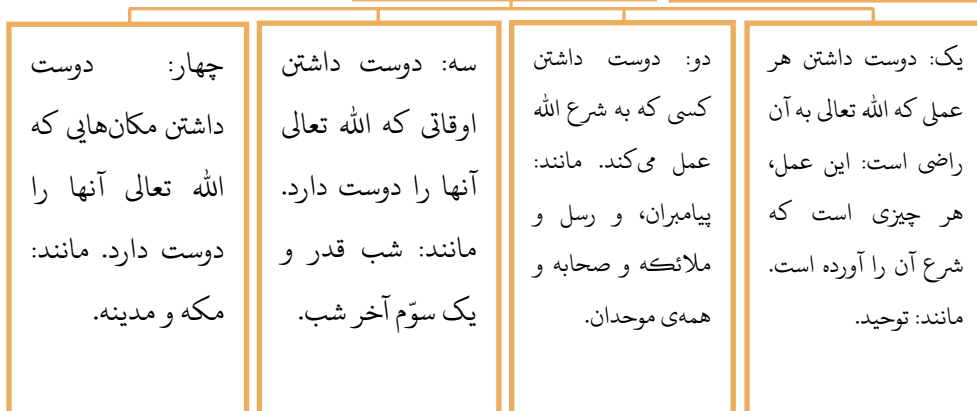 یک: دوست داشتن هر
عملی که الله تعالی به آن
راضی است: این عمل،
هر چیزی است که
شرع آن را آورده است.
مانند: توحید.
دو: دوست داشتن
کسی که به شرع الله
عمل می‌کند. مانند:
پیامبران، و رسل و
ملائکه و صحابه و
همه‌ی موحدان.
سه: دوست داشتن
اوقاتی که الله تعالی
آنها را دوست دارد.
مانند: شب قدر و
یک سوّم آخر شب.
چهار: دوست
داشتن مکان‌هایی که
الله تعالی آنها را
دوست دارد. مانند:
مکه و مدینه.